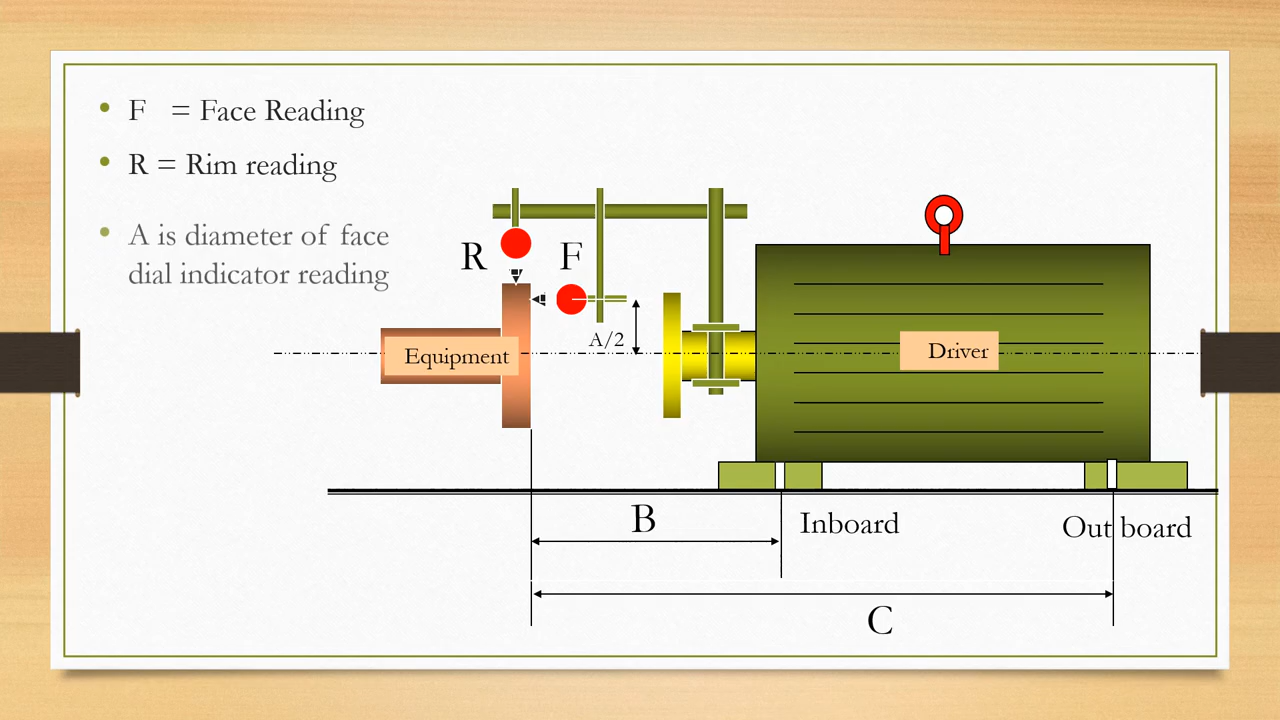 F = Face Reading
R = Rim reading
A is diameter of face
dial indicator reading
R
F
A/2
Equipment
Driver
B
Inboard
Out board
C